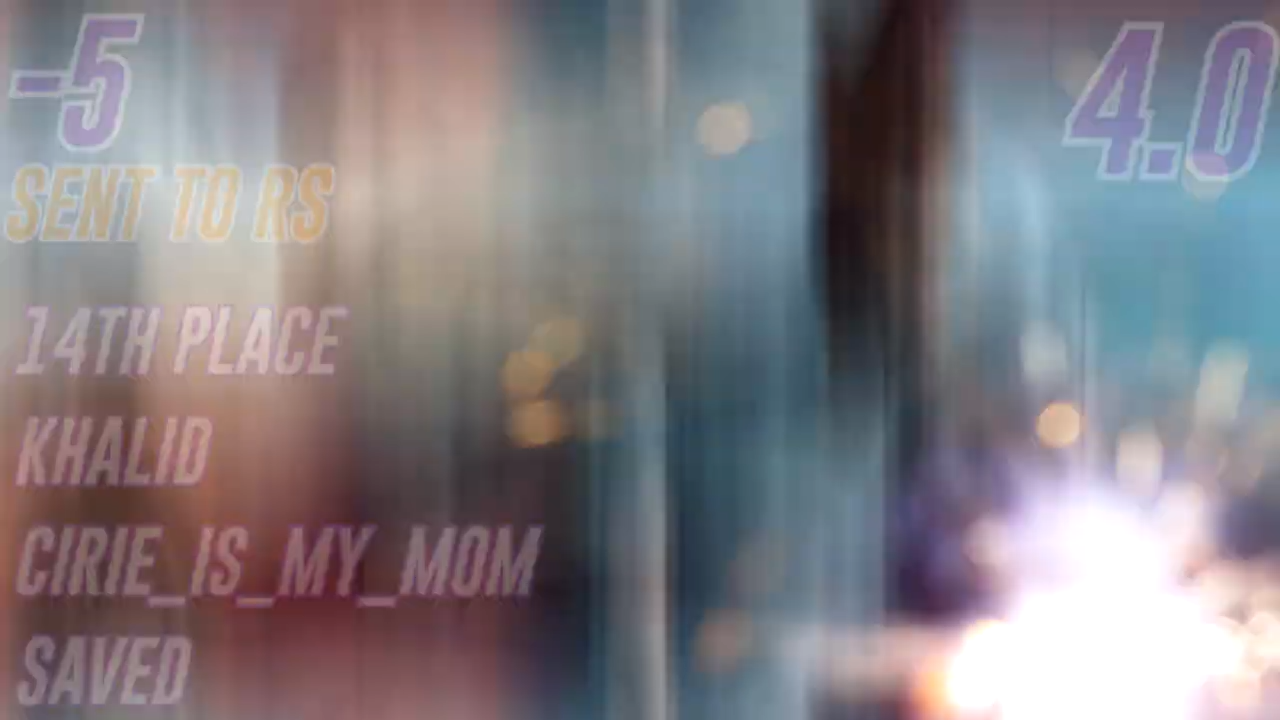 -5
4.0
SENT TO RS
14TH PLACE
KHALID
CIRIE_IS_MY_MOM
SAVED